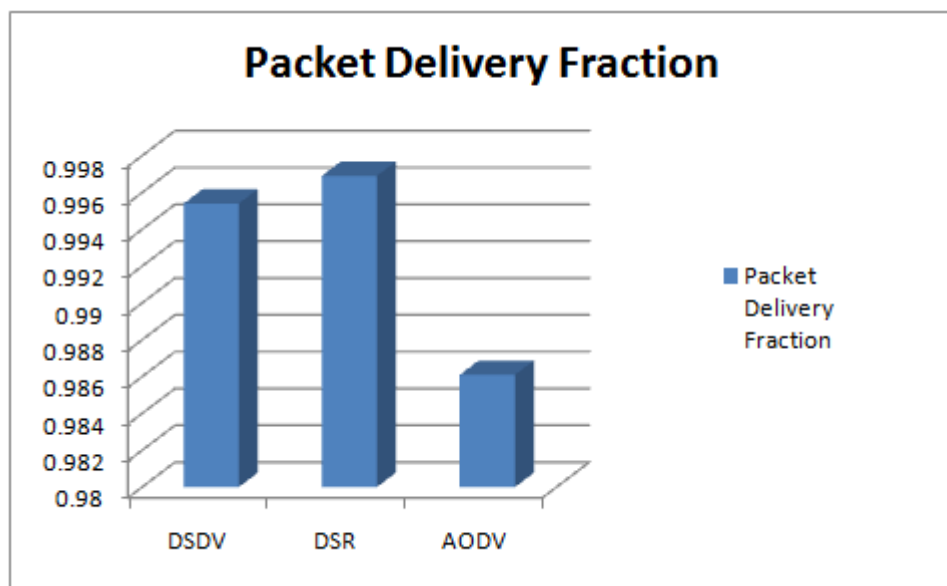 Packet Delivery Fraction
0.998
0.996
0.994
0.992
0.99
0.988
0.986
0.984
0.982
0.98
DSDV
DSR
AODV
Packet
Delivery
Fraction